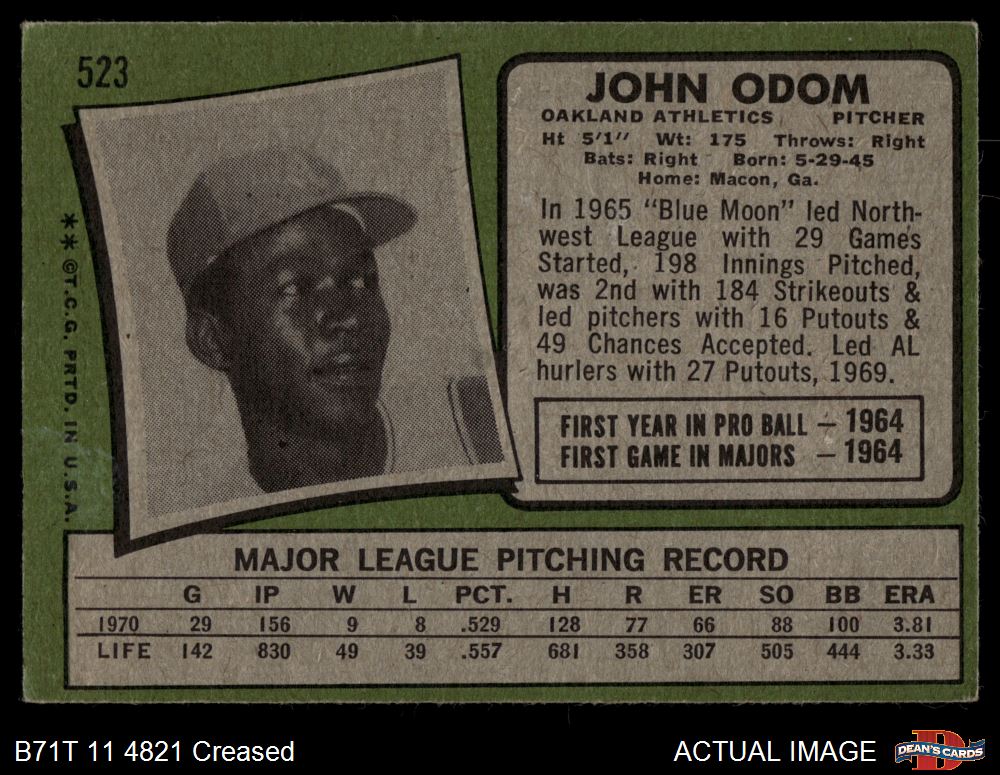 523
JOHN ODOM
OAKLAND ATHLETICS PITCHER
Ht 5'1" Wt: 175 Throws: Right
Bats: Right Born: 5-29-45
Home: Macon, Ga.
In 1965 "Blue Moon" led North-
west League with 29 Games
Started, 198 Innings Pitched,
was 2nd with 184 Strikeouts &
led pitchers with 16 Putouts &
49 Chances Accepted. Led AL
hurlers with 27 Putouts, 1969.
FIRST YEAR IN PRO BALL – 1964
FIRST GAME IN MAJORS – 1964
** ©T.C.G. PRTD. IN U.S.A.
MAJOR LEAGUE PITCHING RECORD
G IP W L PCT. H R ER SO BB ERA
1970 29 156 9 8 .529 128 77 66 88 100 3.81
LIFE 142 830 49 39 .557 681 358 307 505 444 3.33
B71T 11 4821 Creased
ACTUAL IMAGE
DEAN'S CARDS